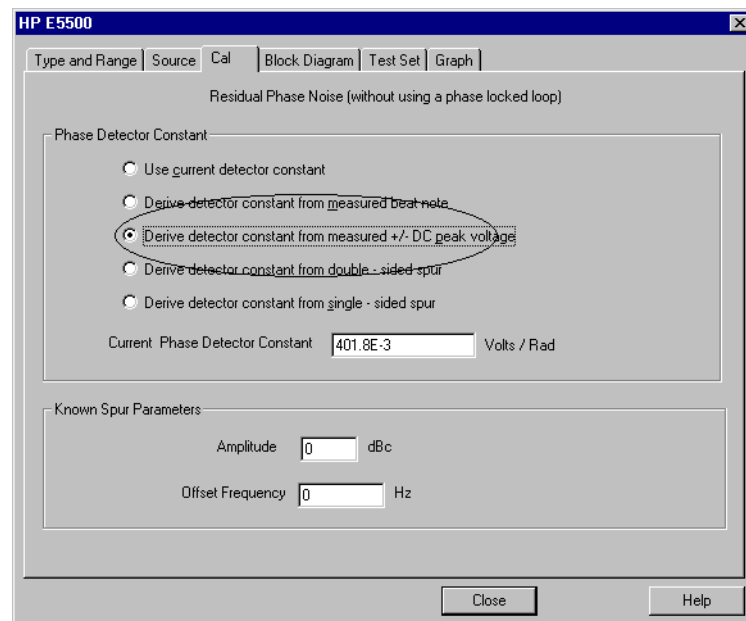 HP E5500
Type and Range Source Cal Block Diagram Test Set Graph
Residual Phase Noise (without using a phase locked loop)
Phase Detector Constant
Use current detector constant
Derive detector constant from measured beat note
Derive detector constant from measured +/- DC peak voltage
Derive detector constant from double - sided spur
Derive detector constant from single - sided spur
Current Phase Detector Constant 401.8E-3 Volts / Rad
Known Spur Parameters
Amplitude 0 dBc
Offset Frequency 0 Hz
Close Help